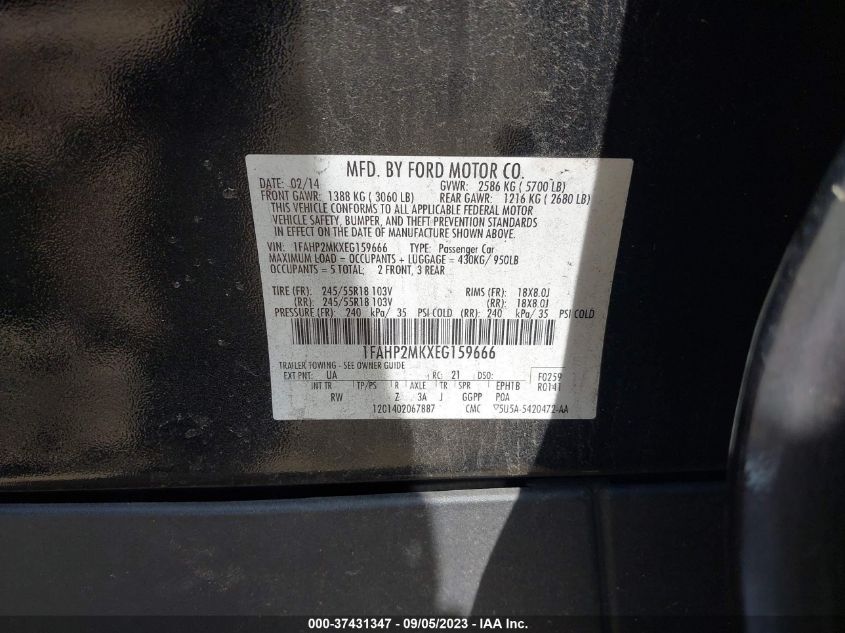 MFD. BY FORD MOTOR CO.
DATE: 02/14 GVWR: 2586 KG ( 5700 LB)
FRONT GAWR: 1388 KG ( 3060 LB) REAR GAWR: 1216 KG ( 2680 LB)
THIS VEHICLE CONFORMS TO ALL APPLICABLE FEDERAL MOTOR
VEHICLE SAFETY, BUMPER, AND THEFT PREVENTION STANDARDS
IN EFFECT ON THE DATE OF MANUFACTURE SHOWN ABOVE.
VIN: 1FAHP2MKXEG159666 TYPE: Passenger Car
MAXIMUM LOAD = OCCUPANTS + LUGGAGE = 430KG/ 950LB
OCCUPANTS = 5 TOTAL; 2 FRONT, 3 REAR
TIRE (FR): 245/55R18 103V RIMS (FR): 18X8.0J
(RR): 245/55R18 103V (RR): 18X8.0J
PRESSURE (FR): 240 kPa/ 35 PSI COLD (RR): 240 kPa/ 35 PSI COLD
1FAHP2MKXEG159666
TRAILER TOWING - SEE OWNER GUIDE
EXT PNT: UA RC: 21 DSO: F0259
INT TR TP/PS R AXLE TR SPR EPHTB R0141
RW Z 3A J GGPP POA
1201402067887 CMC ▽5U5A-5420472-AA
000-37431347 - 09/05/2023 - IAA Inc.